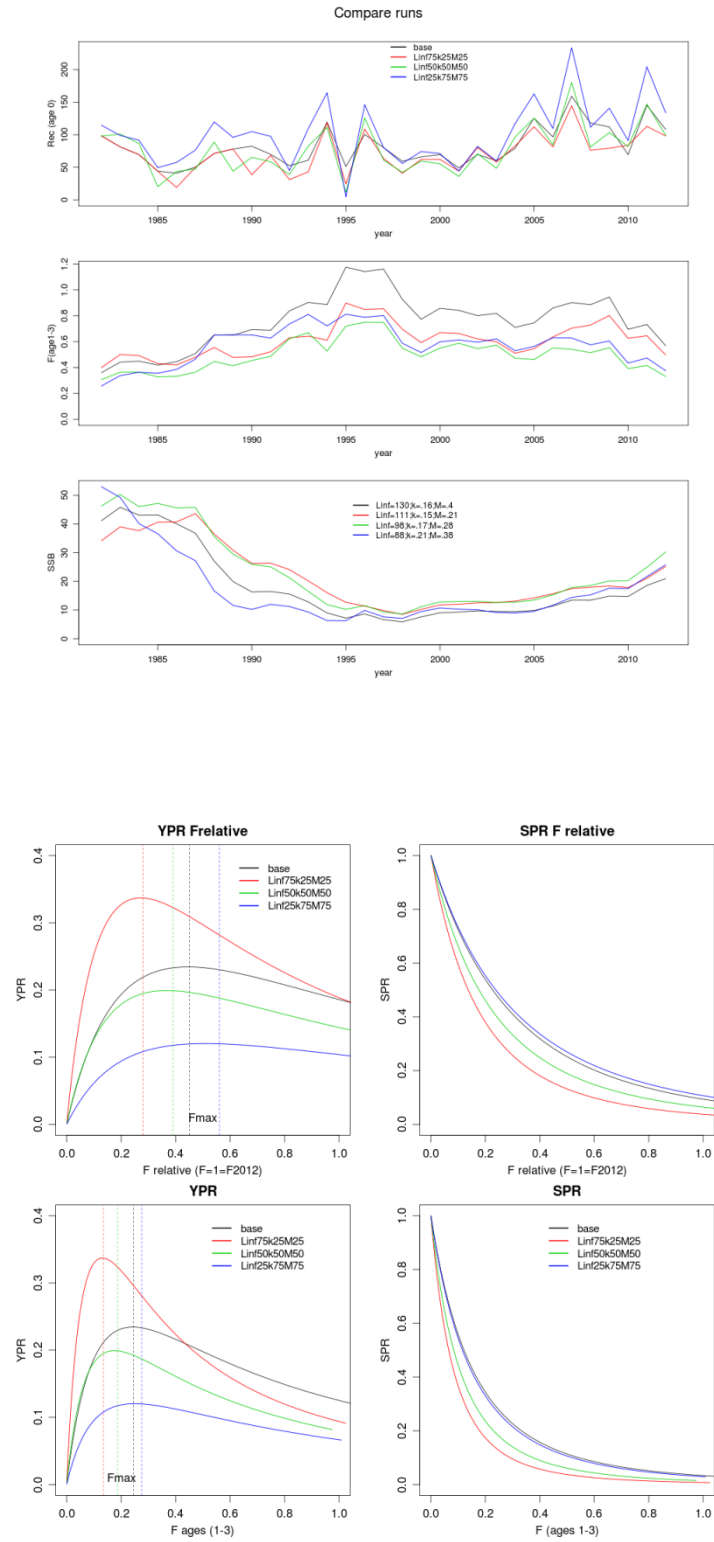 Compare runs
base
Linf75k25M25
Linf50k50M50
Linf25k75M75
Rec (age 0)
0 50 100 150 200
1985 1990 1995 2000 2005 2010
year
F(age1-3)
0.0 0.2 0.4 0.6 0.8 1.0 1.2
1985 1990 1995 2000 2005 2010
year
Linf=130;k=.16;M=.4
Linf=111;k=.15;M=.21
Linf=98;k=.17;M=.28
Linf=88;k=.21;M=.38
SSB
0 10 20 30 40 50
1985 1990 1995 2000 2005 2010
year
YPR Frelative
base
Linf75k25M25
Linf50k50M50
Linf25k75M75
YPR
0.0 0.1 0.2 0.3 0.4
Fmax
0.0 0.2 0.4 0.6 0.8 1.0
F relative (F=1=F2012)
SPR F relative
SPR
0.0 0.2 0.4 0.6 0.8 1.0
0.0 0.2 0.4 0.6 0.8 1.0
F relative (F=1=F2012)
YPR
base
Linf75k25M25
Linf50k50M50
Linf25k75M75
YPR
0.0 0.1 0.2 0.3 0.4
Fmax
0.0 0.2 0.4 0.6 0.8 1.0
F ages (1-3)
SPR
base
Linf75k25M25
Linf50k50M50
Linf25k75M75
SPR
0.0 0.2 0.4 0.6 0.8 1.0
0.0 0.2 0.4 0.6 0.8 1.0
F (ages 1-3)